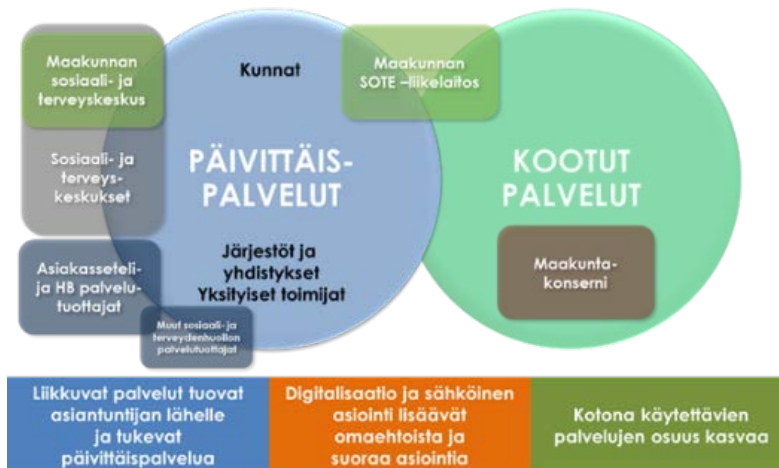 Maakunnan
sosiaali- ja
terveyskeskus
Sosiaali- ja
terveys-
keskukset
Asiakasseteli-
ja HB palvelu-
tuottajat
Muut sosiaali- ja
terveydenhuollon
palvelutuottajat
Kunnat
PÄIVITTÄIS-
PALVELUT
Järjestöt ja
yhdistykset
Yksityiset toimijat
Maakunnan
SOTE –liikelaitos
KOOTUT
PALVELUT
Maakunta-
konserni
Liikkuvat palvelut tuovat
asiantuntijan lähelle
ja tukevat
päivittäispalvelua
Digitalisaatio ja sähköinen
asiointi lisäävät
omaehtoista ja
suoraa asiointia
Kotona käytettävien
palvelujen osuus kasvaa